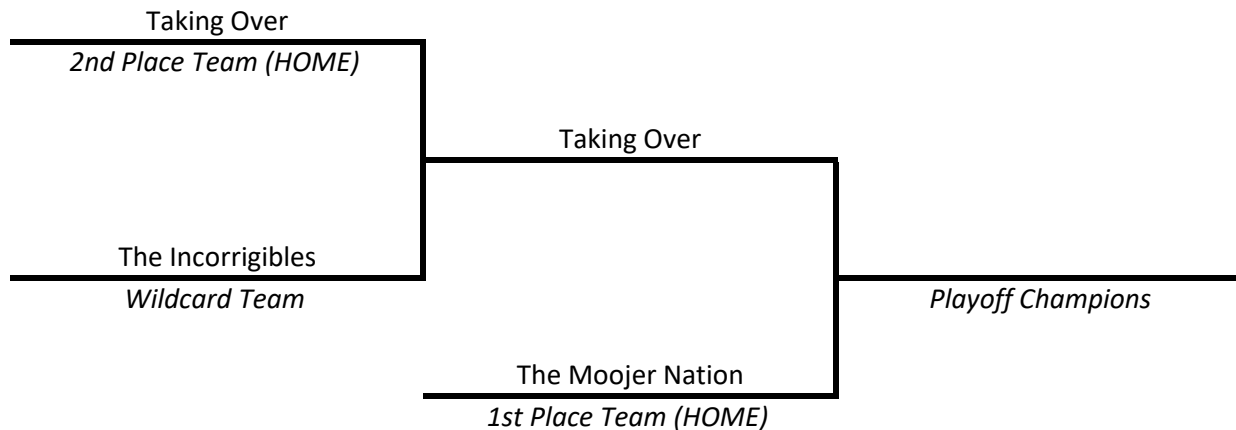 Taking Over
2nd Place Team (HOME)
Taking Over
The Incorrigibles
Wildcard Team
Playoff Champions
The Moojer Nation
1st Place Team (HOME)